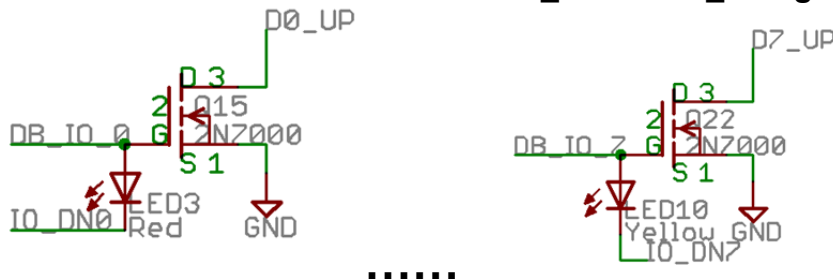 D0_UP
D 3
2
Q15
DB_IO_0
G
2N7000
S 1
LED3
IO_DN0
Red
GND
D7_UP
D 3
2
Q22
DB_IO_7
G
2N7000
S 1
LED10
Yellow
GND
IO_DN7
......